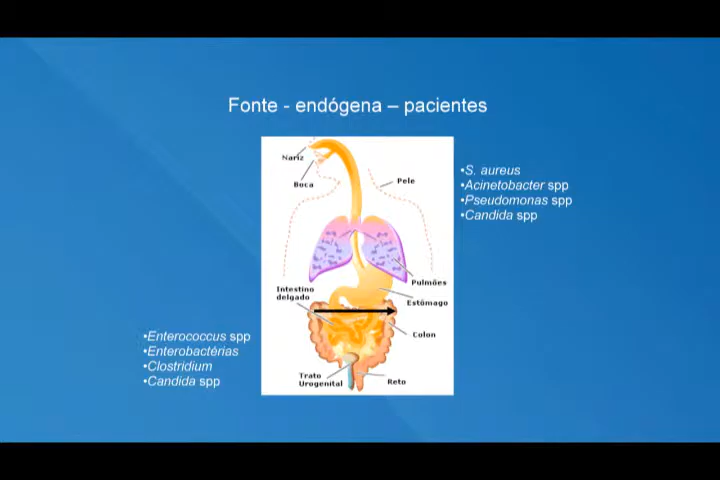 Fonte - endógena – pacientes
Nariz
Boca
Pele
•S. aureus
•Acinetobacter spp
•Pseudomonas spp
•Candida spp
Pulmões
Intestino
delgado
Estômago
Colon
•Enterococcus spp
•Enterobactérias
•Clostridium
•Candida spp
Trato
Urogenital
Reto